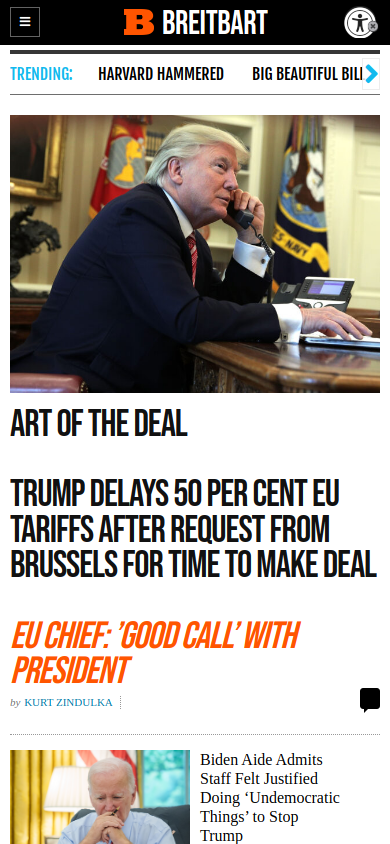 BREITBART
TRENDING:
HARVARD HAMMERED
BIG BEAUTIFUL BILL
ART OF THE DEAL
TRUMP DELAYS 50 PER CENT EU
TARIFFS AFTER REQUEST FROM
BRUSSELS FOR TIME TO MAKE DEAL
EU CHIEF: ’GOOD CALL’ WITH
PRESIDENT
by KURT ZINDULKA
Biden Aide Admits
Staff Felt Justified
Doing ‘Undemocratic
Things’ to Stop
Trump